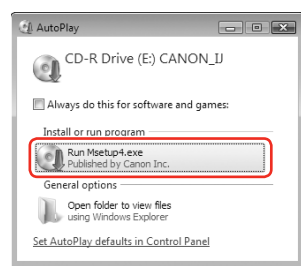 AutoPlay
CD-R Drive (E:) CANON_IJ
Always do this for software and games:
Install or run program
Run Msetup4.exe
Published by Canon Inc.
General options
Open folder to view files
using Windows Explorer
Set AutoPlay defaults in Control Panel